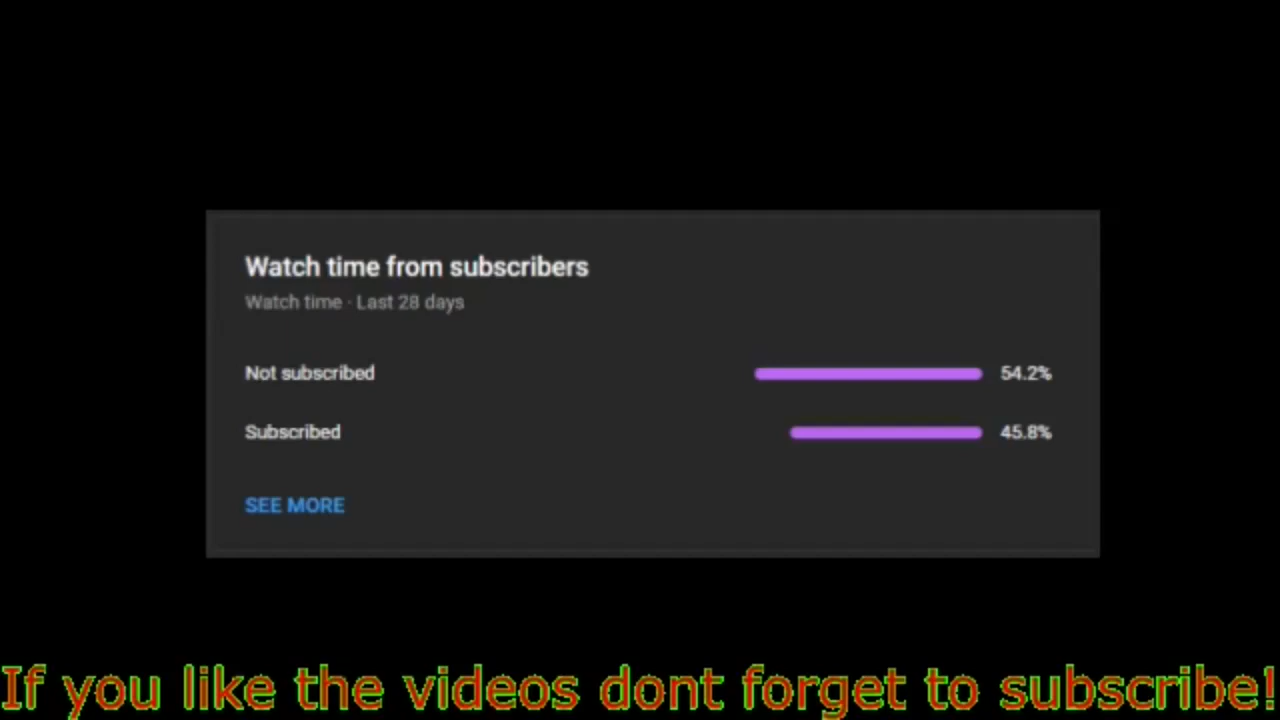 Watch time from subscribers
Watch time · Last 28 days
Not subscribed 54.2%
Subscribed 45.8%
SEE MORE
If you like the videos dont forget to subscribe!